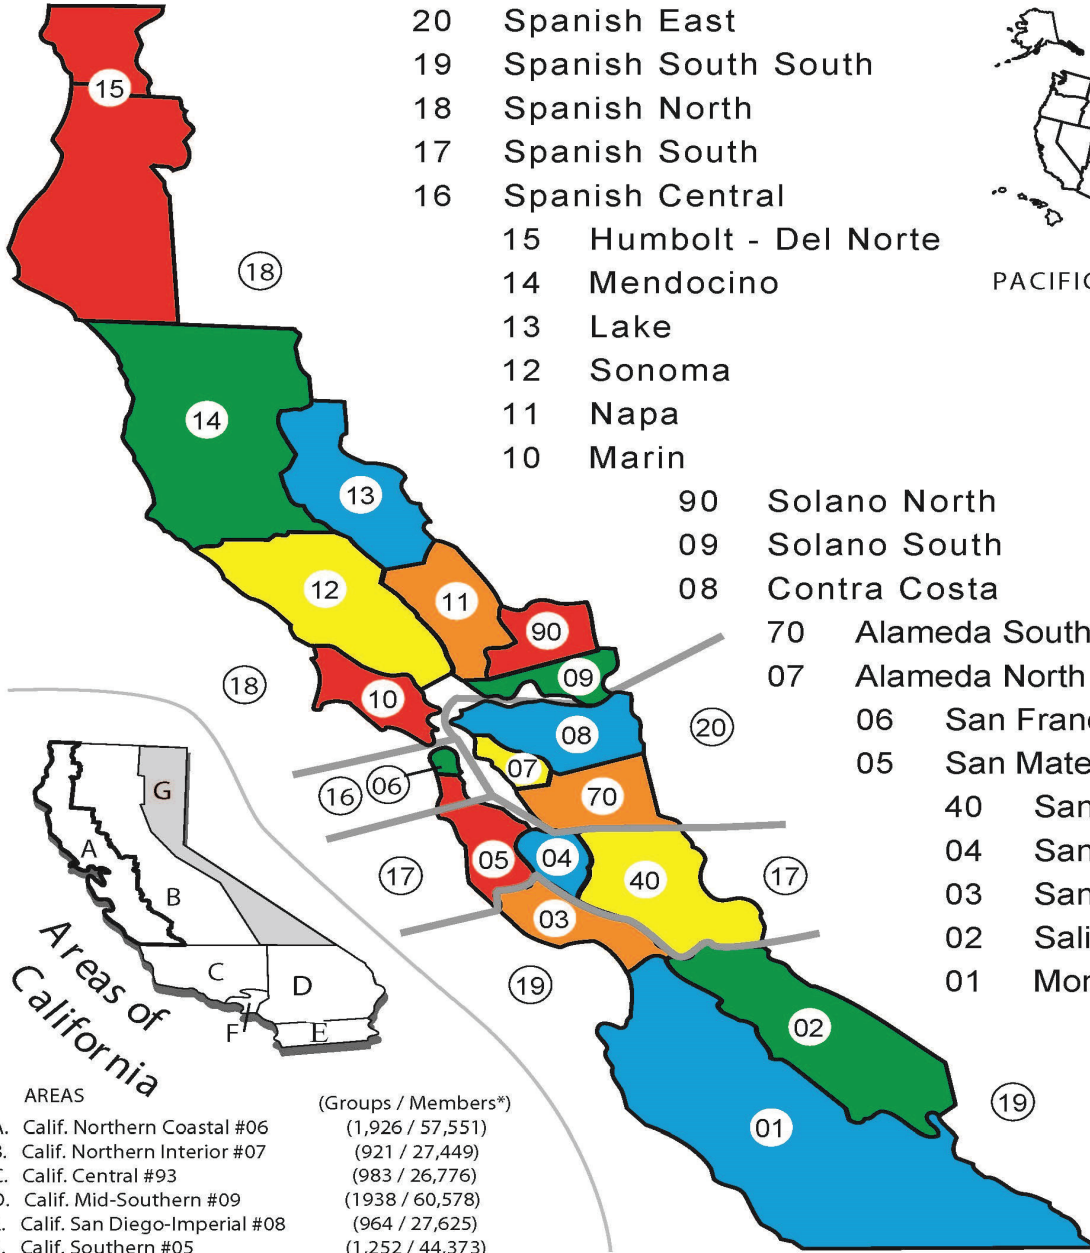 20 Spanish East
19 Spanish South South
18 Spanish North
17 Spanish South
16 Spanish Central
15 Humbolt - Del Norte
14 Mendocino
13 Lake
12 Sonoma
11 Napa
10 Marin
90 Solano North
09 Solano South
08 Contra Costa
70 Alameda South
07 Alameda North
06 San
05 San
40 San
04 San
03 San
02
01
15
18
14
13
12
11
90
09
18
10
08
20
07
16
06
70
05
04
17
40
17
03
19
02
19
01
G
A
B
C
D
F
E
Areas of
California
AREAS
(Groups / Members*)
Calif. Northern Coastal #06 (1,926 / 57,551)
Calif. Northern Interior #07 (921 / 27,449)
Calif. Central #93 (983 / 26,776)
Calif. Mid-Southern #09 (1938 / 60,578)
Calif. San Diego-Imperial #08 (964 / 27,625)
Calif. Southern #05 (1,252 / 44,373)